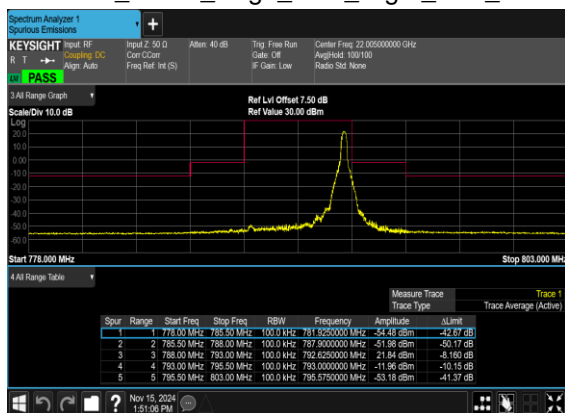 Spectrum Analyzer 1
Spurious Emissions
+
KEYSIGHT Input: RF Input Z: 50 Ω Atten: 40 dB Trig: Free Run Center Freq: 22.005000000 GHz
R T Coupling: DC Corr CCorr Gate: Off Avg|Hold: 100/100
Align: Auto Freq Ref: Int (S) IF Gain: Low Radio Std: None
PASS
3 All Range Graph
Ref Lvl Offset 7.50 dB
Scale/Div 10.0 dB Ref Value 30.00 dBm
Log
20.0
10.0
0.00
-10.0
-20.0
-30.0
-40.0
-50.0
-60.0
Start 778.000 MHz Stop 803.000 MHz
4 All Range Table
Measure Trace Trace 1
Trace Type Trace Average (Active)
Spur Range Start Freq Stop Freq RBW Frequency Amplitude ΔLimit
1 1 778.00 MHz 785.50 MHz 100.0 kHz 781.9250000 MHz -54.48 dBm -42.67 dB
2 2 785.50 MHz 788.00 MHz 100.0 kHz 787.9000000 MHz -51.98 dBm -50.17 dB
3 3 788.00 MHz 793.00 MHz 100.0 kHz 792.6250000 MHz 21.84 dBm -8.160 dB
4 4 793.00 MHz 795.50 MHz 100.0 kHz 793.0000000 MHz -11.96 dBm -10.15 dB
5 5 795.50 MHz 803.00 MHz 100.0 kHz 795.5750000 MHz -53.18 dBm -41.37 dB
?
Nov 15, 2024
1:51:06 PM